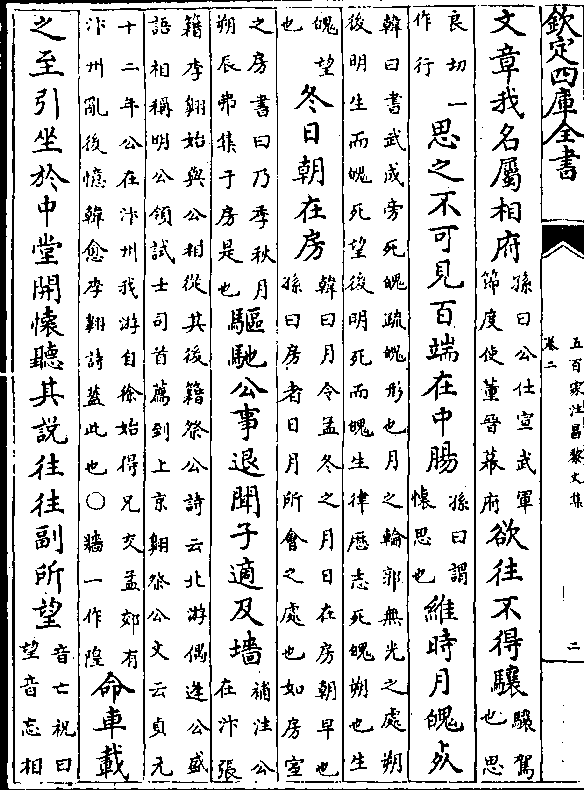 欽定四庫全書
五百家注昌黎文集
卷二
二
文章我名屬相府
孫曰公仕宣武軍
節度使董晉幕府
欲往不得驤
驤駕
也思
良切一
作行
思之不可見百端在中腸
孫曰謂
懷思也
維時月魄死
韓曰書武成旁死魄疏魄形也月之輪郭無光之處朔
後明生而魄死望後明死而魄生律歷志死魄朔也生
魄望
也
冬日朝在房
韓曰月令孟冬之月日在房朝早也
孫曰房者日月所會之處也如房室
之房書曰乃季秋月
朔辰弗集于房是也
驅馳公事退聞子適及墻
補注公
在汴張
籍李翺始與公相從其後籍祭公詩云北游偶逢公盛
語相稱明公領試士司首薦到上京翺祭公文云貞元
十二年公在汴州我游自徐始得兄交孟郊有
汴州亂後憶韓愈李翺詩蓋此也○牆一作隍
命車載
之至引坐於中堂開懷聽其說往往副所望
音亡祝曰
望音忘相